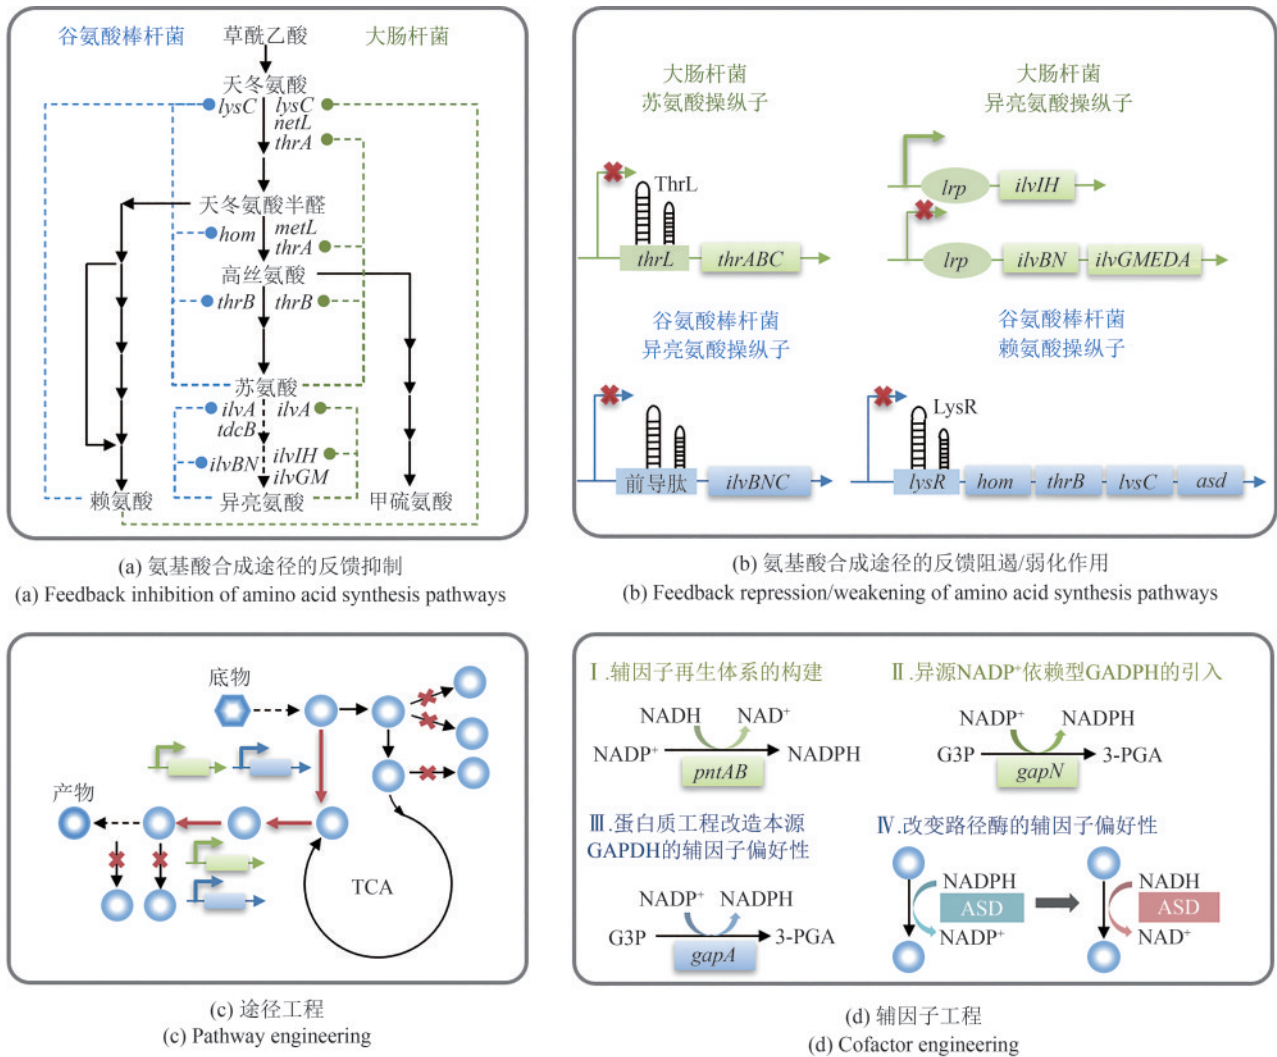 谷氨酸棒杆菌
草酰乙酸
大肠杆菌
天冬氨酸
lysC
lysC
netL
thrA
天冬氨酸半醛
hom
metL
thrA
高丝氨酸
thrB
thrB
苏氨酸
ilvA
ilvA
tdcB
ilvBN
ilvIH
ilvGM
赖氨酸
异亮氨酸
甲硫氨酸
(a) 氨基酸合成途径的反馈抑制
(a) Feedback inhibition of amino acid synthesis pathways
大肠杆菌
苏氨酸操纵子
ThrL
thrL
thrABC
大肠杆菌
异亮氨酸操纵子
lrp
ilvIH
lrp
ilvBN
ilvGMEDA
谷氨酸棒杆菌
异亮氨酸操纵子
前导肽
ilvBNC
谷氨酸棒杆菌
赖氨酸操纵子
LysR
lysR
hom
thrB
lvsC
asd
(b) 氨基酸合成途径的反馈阻遏/弱化作用
(b) Feedback repression/weakening of amino acid synthesis pathways
底物
产物
TCA
(c) 途径工程
(c) Pathway engineering
Ⅰ.辅因子再生体系的构建
NADH
NAD⁺
NADP⁺
NADPH
pntAB
Ⅱ.异源NADP⁺依赖型GADPH的引入
NADP⁺
NADPH
G3P
3-PGA
gapN
Ⅲ.蛋白质工程改造本源
GAPDH的辅因子偏好性
NADP⁺
NADPH
G3P
3-PGA
gapA
Ⅳ.改变路径酶的辅因子偏好性
NADPH
ASD
NADP⁺
NADH
ASD
NAD⁺
(d) 辅因子工程
(d) Cofactor engineering